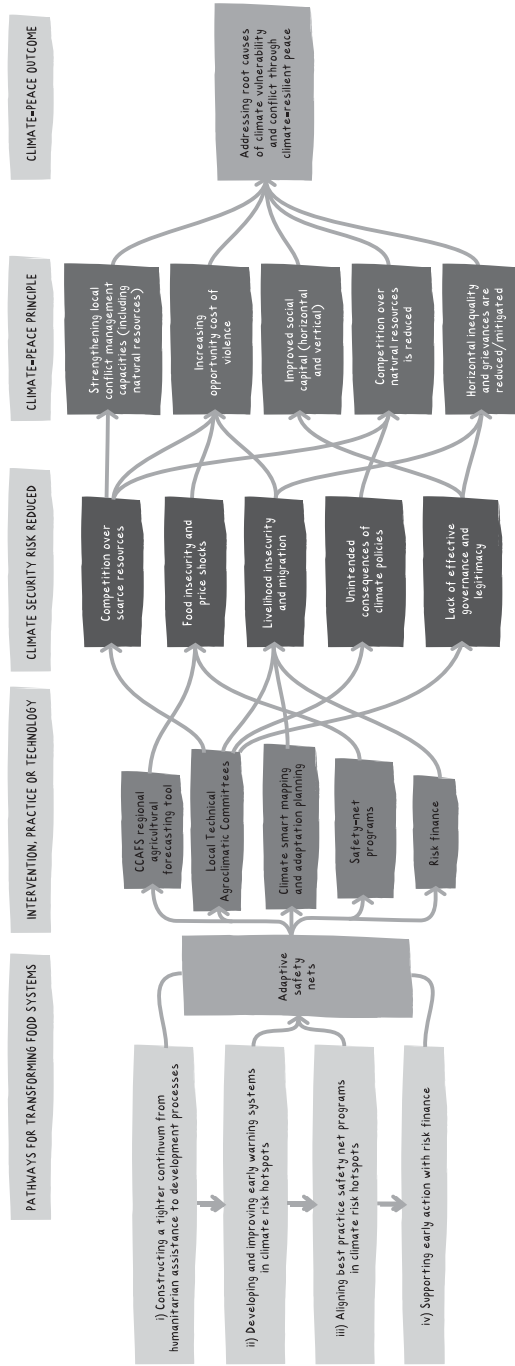 PATHWAYS FOR TRANSFORMING FOOD SYSTEMS
i) Constructing a tighter continuum from
humanitarian assistance to development processes
ii) Developing and improving early warning systems
in climate risk hotspots
iii) Aligning best practice safety net programs
in climate risk hotspots
iv) Supporting early action with risk finance
Adaptive
safety
nets
INTERVENTION, PRACTICE OR TECHNOLOGY
CCAFS regional
agricultural
forecasting tool
Local Technical
Agroclimatic Committees
Climate smart mapping
and adaptation planning
Safety-net
programs
Risk finance
CLIMATE SECURITY RISK REDUCED
Competition over
scarce resources
Food insecurity and
price shocks
Livelihood insecurity
and migration
Unintended
consequences of
climate policies
Lack of effective
governance and
legitimacy
CLIMATE=PEACE PRINCIPLE
Strengthening local
conflict management
capacities (including
natural resources)
Increasing
opportunity cost of
violence
Improved social
capital (horizontal
and vertical)
Competition over
natural resources
is reduced
Horizontal inequality
and grievances are
reduced/mitigated
CLIMATE=PEACE OUTCOME
Addressing root causes
of climate vulnerability
and conflict through
climate=resilient peace